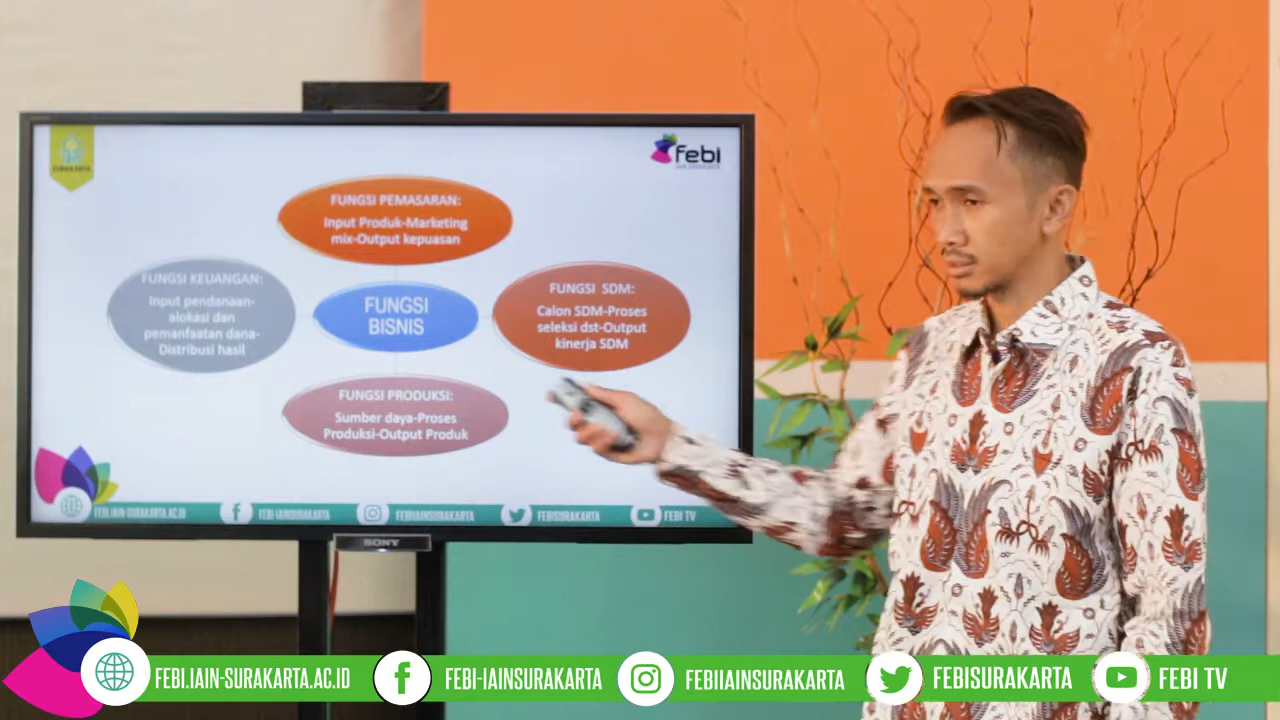 SURAKARTA
febi
FUNGSI PEMASARAN:
Input Produk-Marketing
mix-Output kepuasan
FUNGSI KEUANGAN:
Input pendanaan-
alokasi dan
pemanfaatan dana-
Distribusi hasil
FUNGSI
BISNIS
FUNGSI SDM:
Calon SDM-Proses
seleksi dst-Output
kinerja SDM
FUNGSI PRODUKSI:
Sumber daya-Proses
Produksi-Output Produk
FEBI.IAIN-SURAKARTA.AC.ID
FEBI-IAINSURAKARTA
FEBIIAINSURAKARTA
FEBISURAKARTA
FEBI TV
SONY
FEBI.IAIN-SURAKARTA.AC.ID
FEBI-IAINSURAKARTA
FEBIIAINSURAKARTA
FEBISURAKARTA
FEBI TV